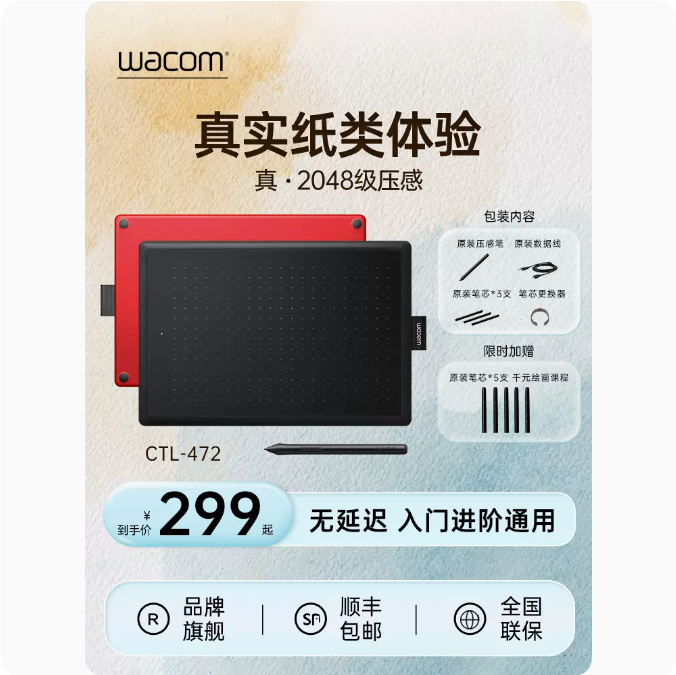 wacom®
真实纸类体验
真·2048级压感
包装内容
原装压感笔 原装数据线
原装笔芯*3支 笔芯更换器
wacom
限时加赠
原装笔芯*5支 千元绘画课程
CTL-472
¥
到手价 299 起
无延迟 入门进阶通用
R 品牌旗舰
SF 顺丰包邮
全国联保